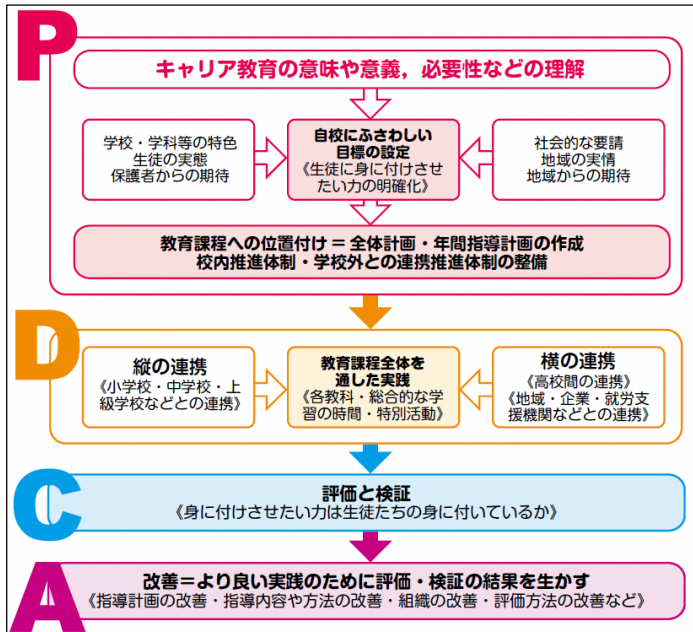 P
キャリア教育の意味や意義，必要性などの理解
学校・学科等の特色
生徒の実態
保護者からの期待
自校にふさわしい
目標の設定
《生徒に身に付けさせ
たい力の明確化》
社会的な要請
地域の実情
地域からの期待
教育課程への位置付け＝全体計画・年間指導計画の作成
校内推進体制・学校外との連携推進体制の整備
D
縦の連携
《小学校・中学校・上
級学校などとの連携》
教育課程全体を
通した実践
《各教科・総合的な学
習の時間・特別活動》
横の連携
《高校間の連携》
《地域・企業・就労支
援機関などとの連携》
C
評価と検証
《身に付けさせたい力は生徒たちの身に付いているか》
A
改善＝より良い実践のために評価・検証の結果を生かす
《指導計画の改善・指導内容や方法の改善・組織の改善・評価方法の改善など》